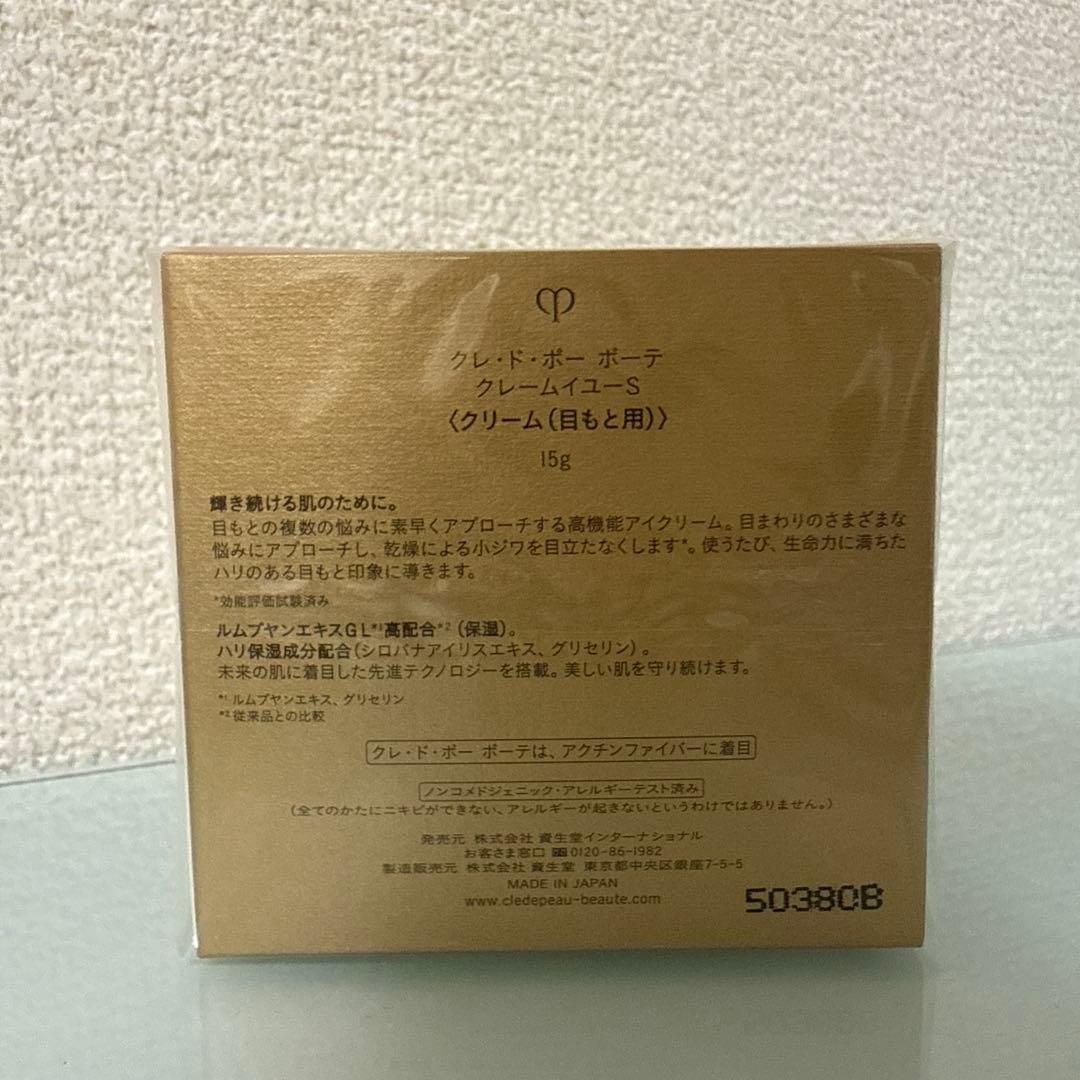 クレ・ド・ポー ボーテ
クレームイユーS
〈クリーム(目もと用)〉
15g
輝き続ける肌のために。
目もとの複数の悩みに素早くアプローチする高機能アイクリーム。目まわりのさまざまな
悩みにアプローチし、乾燥による小ジワを目立たなくします*。使うたび、生命力に満ちた
ハリのある目もと印象に導きます。
*効能評価試験済み
ルムプヤンエキスGL*1高配合*2(保湿)。
ハリ保湿成分配合(シロバナアイリスエキス、グリセリン)。
未来の肌に着目した先進テクノロジーを搭載。美しい肌を守り続けます。
*1 ルムプヤンエキス、グリセリン
*2 従来品との比較
クレ・ド・ポー ボーテは、アクチンファイバーに着目
ノンコメドジェニック・アレルギーテスト済み
(全てのかたにニキビができない、アレルギーが起きないというわけではありません。)
発売元 株式会社 資生堂インターナショナル
お客さま窓口 0120-86-1982
製造販売元 株式会社 資生堂 東京都中央区銀座7-5-5
MADE IN JAPAN
www.cledepeau-beaute.com
50380B